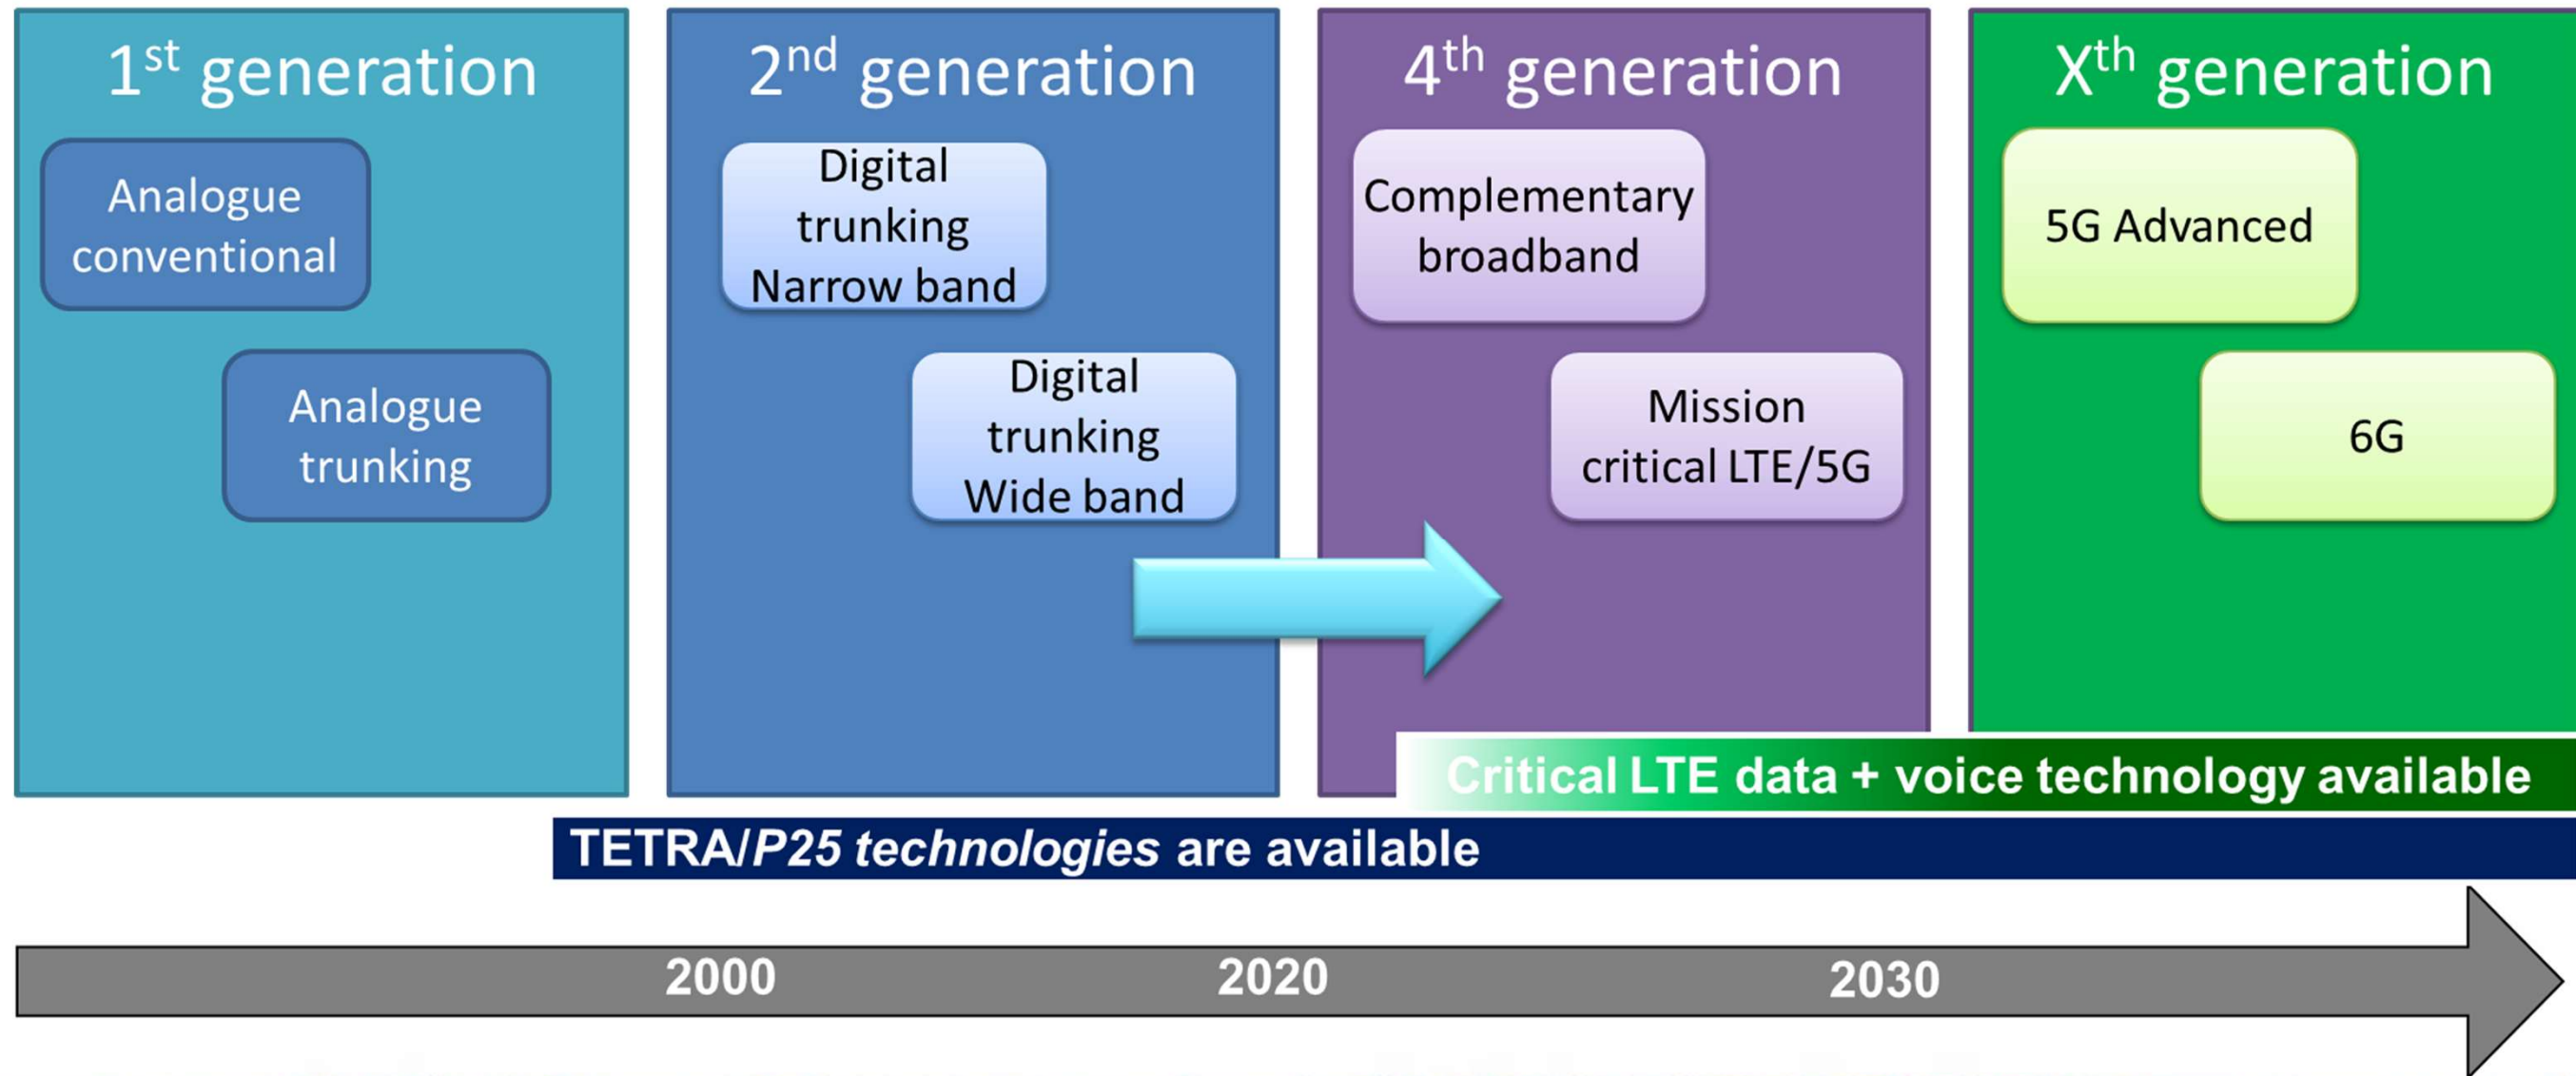 1st generation
Analogue
conventional
Analogue
trunking
2nd generation
Digital
trunking
Narrow band
Digital
trunking
Wide band
4th generation
Complementary
broadband
Mission
critical LTE/5G
Xth generation
5G Advanced
6G
Critical LTE data + voice technology available
TETRA/P25 technologies are available
2000
2020
2030